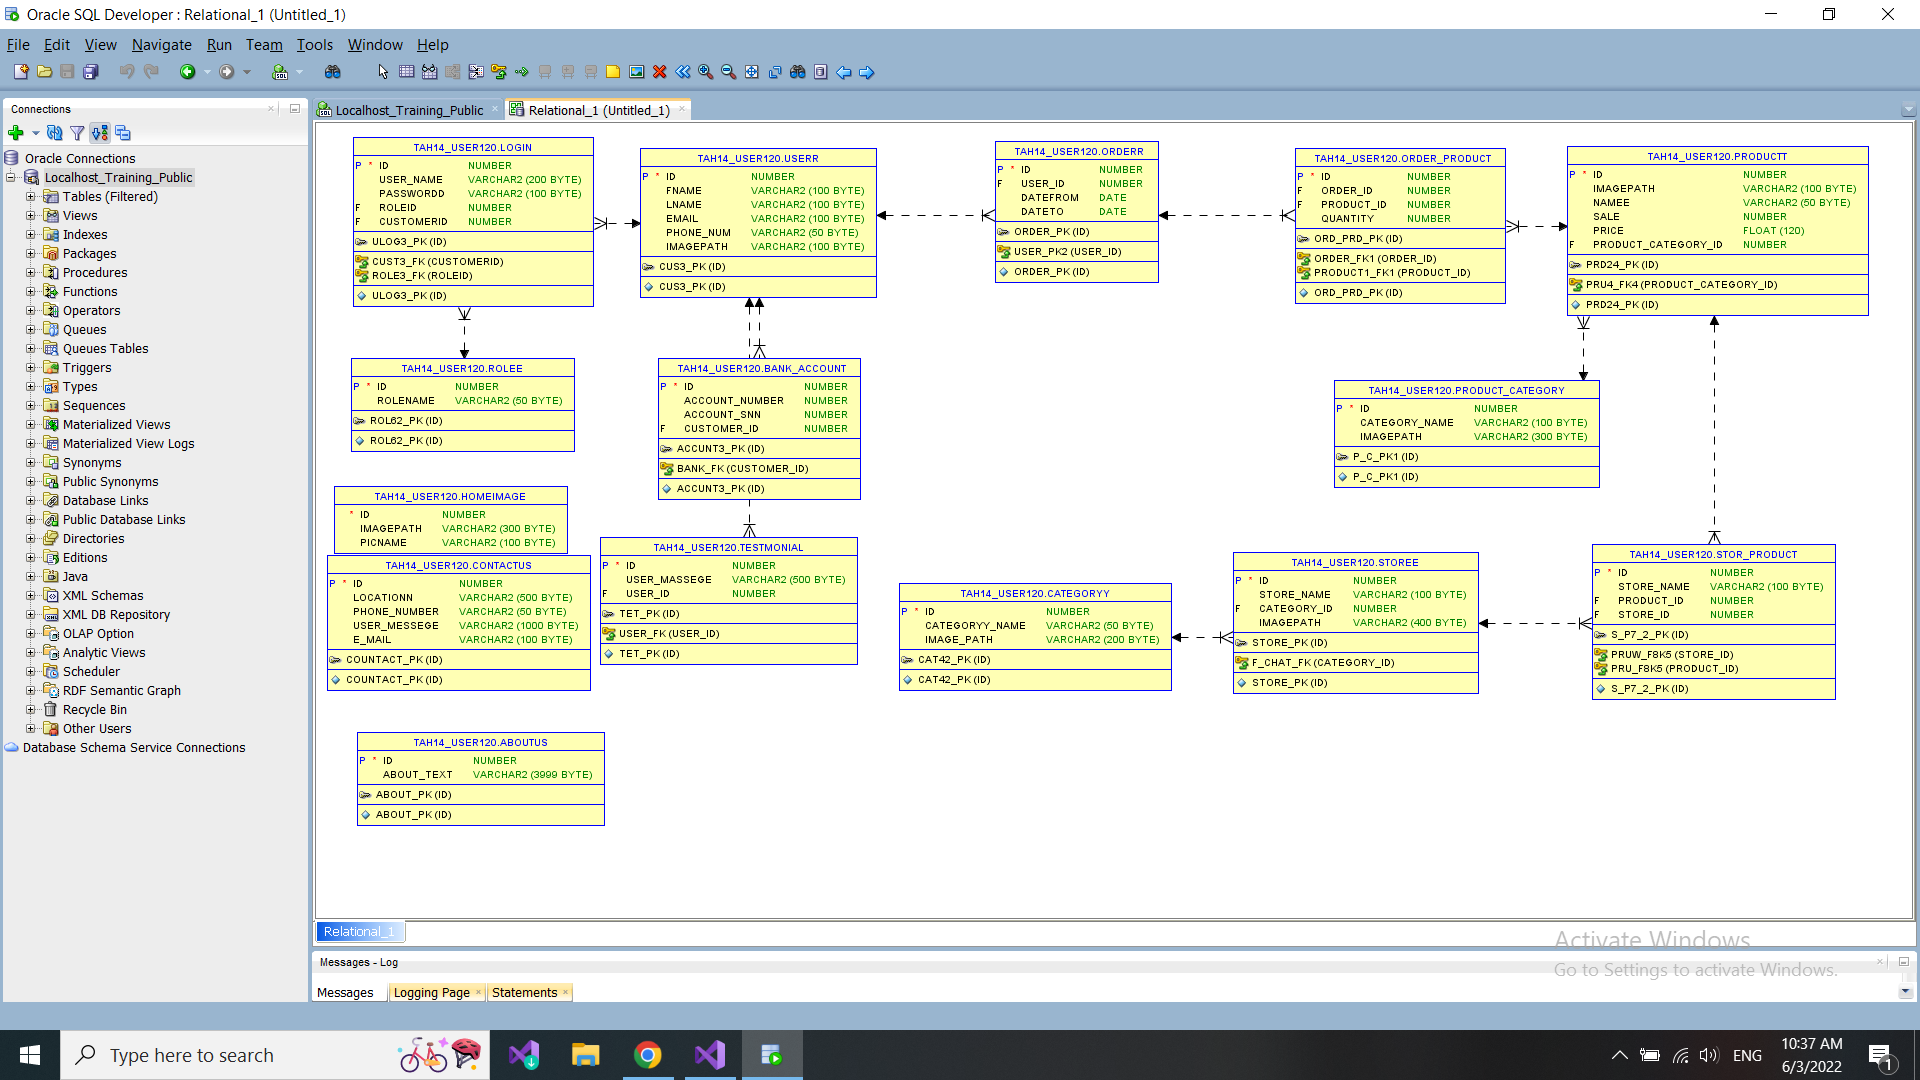 Oracle SQL Developer : Relational_1 (Untitled_1)
File Edit View Navigate Run Team Tools Window Help
Connections
Oracle Connections
Localhost_Training_Public
Tables (Filtered)
Views
Indexes
Packages
Procedures
Functions
Operators
Queues
Queues Tables
Triggers
Types
Sequences
Materialized Views
Materialized View Logs
Synonyms
Public Synonyms
Database Links
Public Database Links
Directories
Editions
Java
XML Schemas
XML DB Repository
OLAP Option
Analytic Views
Scheduler
RDF Semantic Graph
Recycle Bin
Other Users
Database Schema Service Connections
Localhost_Training_Public
Relational_1 (Untitled_1)
TAH14_USER120.LOGIN
P * ID NUMBER
USER_NAME VARCHAR2 (200 BYTE)
PASSWORDD VARCHAR2 (100 BYTE)
F ROLEID NUMBER
F CUSTOMERID NUMBER
ULOG3_PK (ID)
CUST3_FK (CUSTOMERID)
ROLE3_FK (ROLEID)
ULOG3_PK (ID)
TAH14_USER120.USERR
P * ID NUMBER
FNAME VARCHAR2 (100 BYTE)
LNAME VARCHAR2 (100 BYTE)
EMAIL VARCHAR2 (100 BYTE)
PHONE_NUM VARCHAR2 (50 BYTE)
IMAGEPATH VARCHAR2 (100 BYTE)
CUS3_PK (ID)
CUS3_PK (ID)
TAH14_USER120.ORDERR
P * ID NUMBER
F USER_ID NUMBER
DATEFROM DATE
DATETO DATE
ORDER_PK (ID)
USER_PK2 (USER_ID)
ORDER_PK (ID)
TAH14_USER120.ORDER_PRODUCT
P * ID NUMBER
F ORDER_ID NUMBER
F PRODUCT_ID NUMBER
QUANTITY NUMBER
ORD_PRD_PK (ID)
ORDER_FK1 (ORDER_ID)
PRODUCT1_FK1 (PRODUCT_ID)
ORD_PRD_PK (ID)
TAH14_USER120.PRODUCTT
P * ID NUMBER
IMAGEPATH VARCHAR2 (100 BYTE)
NAMEE VARCHAR2 (50 BYTE)
SALE NUMBER
PRICE FLOAT (120)
F PRODUCT_CATEGORY_ID NUMBER
PRD24_PK (ID)
PRU4_FK4 (PRODUCT_CATEGORY_ID)
PRD24_PK (ID)
TAH14_USER120.ROLEE
P * ID NUMBER
ROLENAME VARCHAR2 (50 BYTE)
ROL62_PK (ID)
ROL62_PK (ID)
TAH14_USER120.BANK_ACCOUNT
P * ID NUMBER
ACCOUNT_NUMBER NUMBER
ACCOUNT_SNN NUMBER
F CUSTOMER_ID NUMBER
ACCUNT3_PK (ID)
BANK_FK (CUSTOMER_ID)
ACCUNT3_PK (ID)
TAH14_USER120.PRODUCT_CATEGORY
P * ID NUMBER
CATEGORY_NAME VARCHAR2 (100 BYTE)
IMAGEPATH VARCHAR2 (300 BYTE)
P_C_PK1 (ID)
P_C_PK1 (ID)
TAH14_USER120.HOMEIMAGE
* ID NUMBER
IMAGEPATH VARCHAR2 (300 BYTE)
PICNAME VARCHAR2 (100 BYTE)
TAH14_USER120.CONTACTUS
P * ID NUMBER
LOCATIONN VARCHAR2 (500 BYTE)
PHONE_NUMBER VARCHAR2 (50 BYTE)
USER_MESSEGE VARCHAR2 (1000 BYTE)
E_MAIL VARCHAR2 (100 BYTE)
COUNTACT_PK (ID)
COUNTACT_PK (ID)
TAH14_USER120.TESTMONIAL
P * ID NUMBER
USER_MASSEGE VARCHAR2 (500 BYTE)
F USER_ID NUMBER
TET_PK (ID)
USER_FK (USER_ID)
TET_PK (ID)
TAH14_USER120.CATEGORYY
P * ID NUMBER
CATEGORYY_NAME VARCHAR2 (50 BYTE)
IMAGE_PATH VARCHAR2 (200 BYTE)
CAT42_PK (ID)
CAT42_PK (ID)
TAH14_USER120.STOREE
P * ID NUMBER
STORE_NAME VARCHAR2 (100 BYTE)
F CATEGORY_ID NUMBER
IMAGEPATH VARCHAR2 (400 BYTE)
STORE_PK (ID)
F_CHAT_FK (CATEGORY_ID)
STORE_PK (ID)
TAH14_USER120.STOR_PRODUCT
P * ID NUMBER
STORE_NAME VARCHAR2 (100 BYTE)
F PRODUCT_ID NUMBER
F STORE_ID NUMBER
S_P7_2_PK (ID)
PRUW_F8K5 (STORE_ID)
PRU_F8K5 (PRODUCT_ID)
S_P7_2_PK (ID)
TAH14_USER120.ABOUTUS
P * ID NUMBER
ABOUT_TEXT VARCHAR2 (3999 BYTE)
ABOUT_PK (ID)
ABOUT_PK (ID)
Relational_1
Activate Windows
Go to Settings to activate Windows.
Messages - Log
Messages
Logging Page
Statements
Type here to search
ENG
10:37 AM
6/3/2022
1